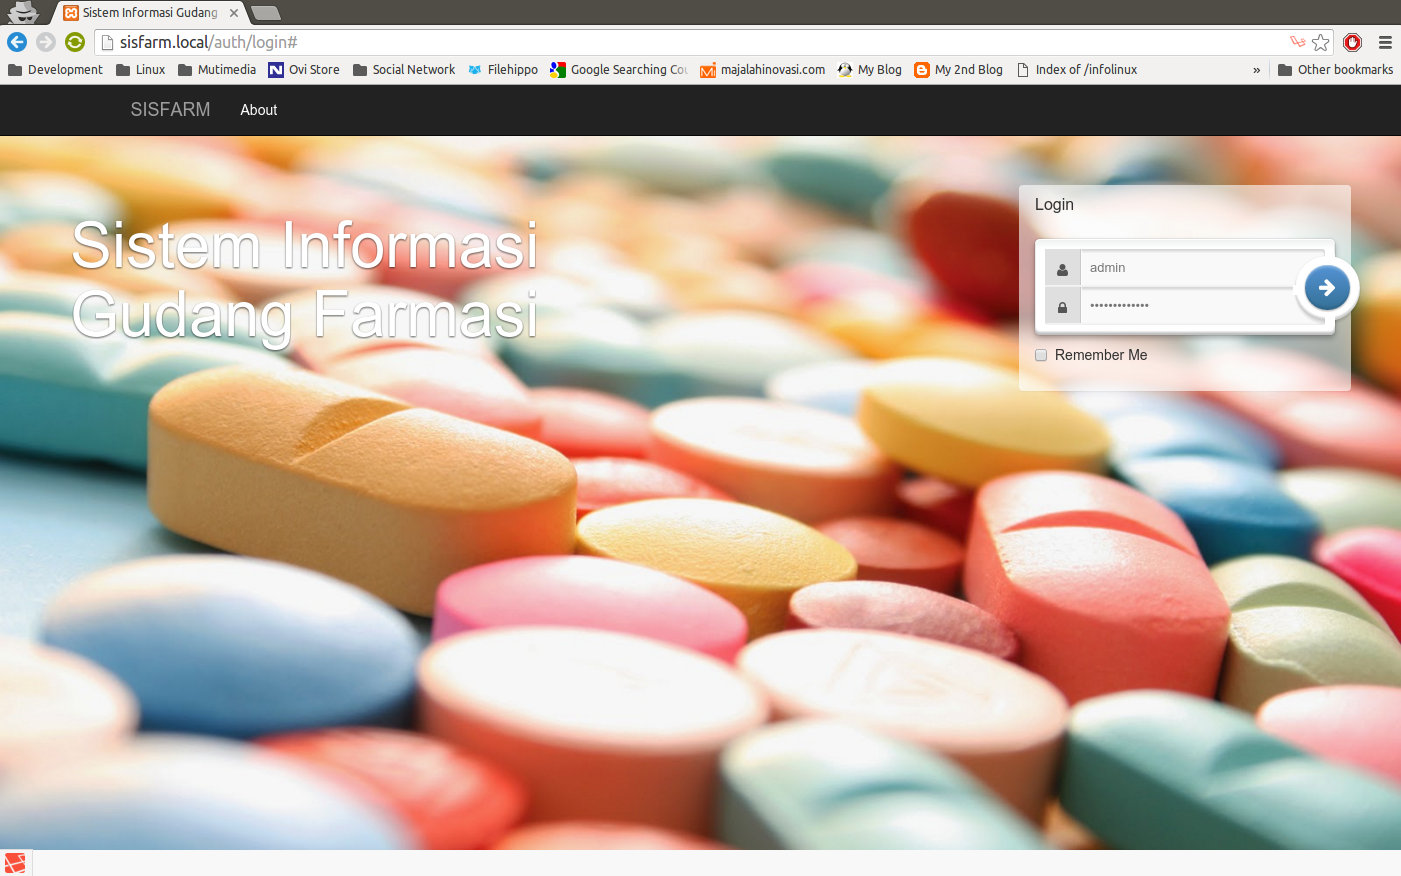 Sistem Informasi Gudang
sisfarm.local/auth/login#
Development Linux Mutimedia Ovi Store Social Network Filehippo Google Searching Co majalahinovasi.com My Blog My 2nd Blog Index of /infolinux » Other bookmarks
SISFARM About
Sistem Informasi
Gudang Farmasi
Login
admin
•••••••••••••
Remember Me